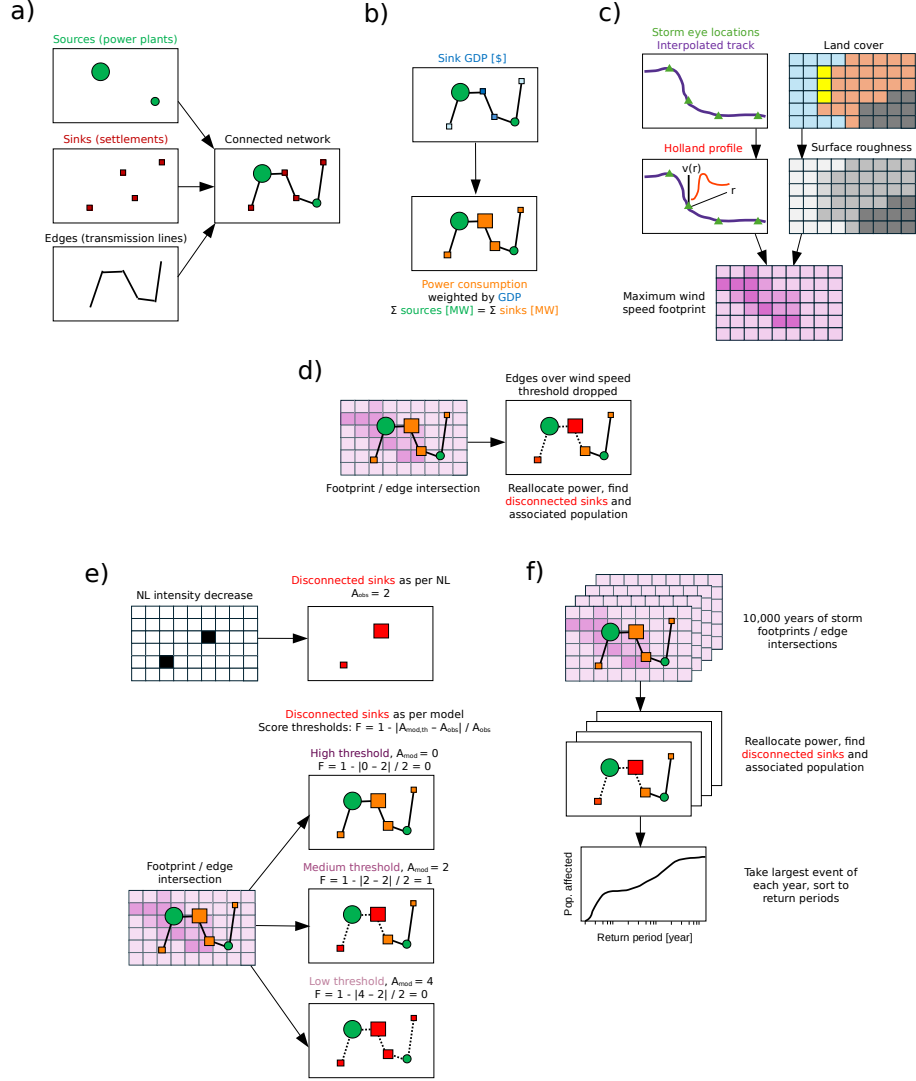 a)
Sources (power plants)
Sinks (settlements)
Connected network
Edges (transmission lines)
b)
Sink GDP [$]
Power consumption
weighted by GDP
Σ sources [MW] = Σ sinks [MW]
c)
Storm eye locations
Interpolated track
Land cover
Holland profile
v(r)
r
Surface roughness
Maximum wind
speed footprint
d)
Edges over wind speed
threshold dropped
Footprint / edge intersection
Reallocate power, find
disconnected sinks and
associated population
e)
NL intensity decrease
Disconnected sinks as per NL
Aobs = 2
Disconnected sinks as per model
Score thresholds: F = 1 - |Amod,th – Aobs| / Aobs
High threshold, Amod = 0
F = 1 - |0 – 2| / 2 = 0
Footprint / edge
intersection
Medium threshold, Amod = 2
F = 1 - |2 – 2| / 2 = 1
Low threshold, Amod = 4
F = 1 - |4 – 2| / 2 = 0
f)
10,000 years of storm
footprints / edge
intersections
Reallocate power, find
disconnected sinks and
associated population
Pop. affected
Return period [year]
Take largest event of
each year, sort to
return periods